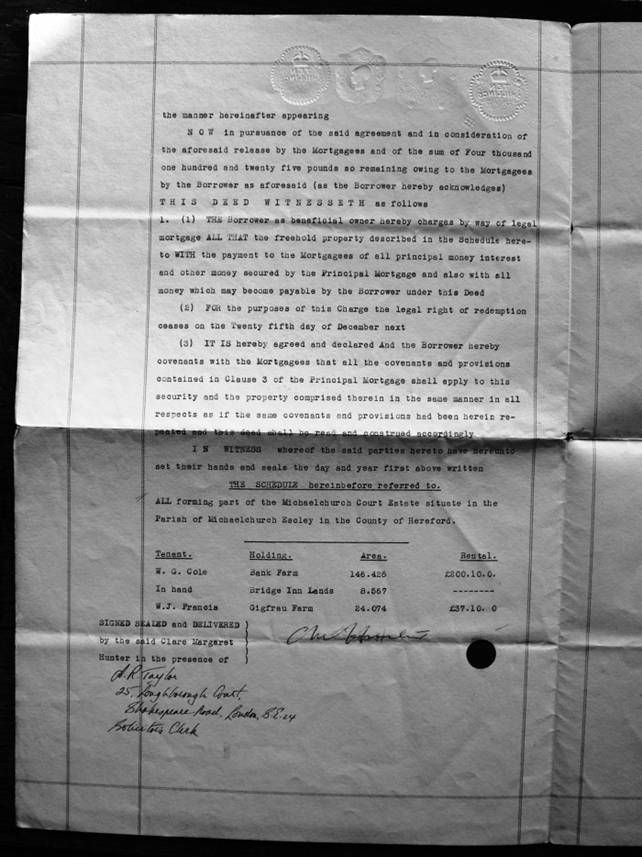 the manner hereinafter appearing
N O W in pursuance of the said agreement and in consideration of
the aforesaid release by the Mortgagees and of the sum of Four thousand
one hundred and twenty five pounds so remaining owing to the Mortgagees
by the Borrower as aforesaid (as the Borrower hereby acknowledges)
T H I S D E E D W I T N E S S E T H as follows
1. (1) THE Borrower as beneficial owner hereby charges by way of legal
mortgage ALL THAT the freehold property described in the Schedule here-
to WITH the payment to the Mortgagees of all principal money interest
and other money secured by the Principal Mortgage and also with all
money which may become payable by the Borrower under this Deed
(2) FOR the purposes of this Charge the legal right of redemption
ceases on the Twenty fifth day of December next
(3) IT IS hereby agreed and declared And the Borrower hereby
covenants with the Mortgagees that all the covenants and provisions
contained in Clause 3 of the Principal Mortgage shall apply to this
security and the property comprised therein in the same manner in all
respects as if the same covenants and provisions had been herein re-
peated and this deed shall be read and construed accordingly
I N WITNESS whereof the said parties hereto have hereunto
set their hands and seals the day and year first above written
THE SCHEDULE hereinbefore referred to.
ALL forming part of the Michaelchurch Court Estate situate in the
Parish of Michaelchurch Escley in the County of Hereford.
Tenant. Holding. Area. Rental.
W. G. Cole Bank Farm 146.426 £200.10.0.
In hand Bridge Inn Lands 8.567 --------
W.J. Francis Gigfrau Farm 24.074 £37.10. 0
SIGNED SEALED and DELIVERED
by the said Clare Margaret
Hunter in the presence of
A.R. Taylor
25, Loughborough Court,
Shakespeare Road, London, S.E.24
Solicitors Clerk